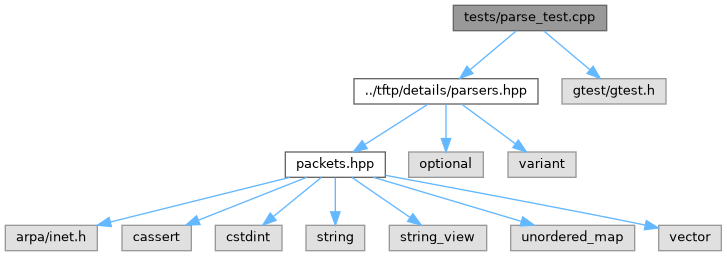 tests/parse_test.cpp
../tftp/details/parsers.hpp
gtest/gtest.h
packets.hpp
optional
variant
arpa/inet.h
cassert
cstdint
string
string_view
unordered_map
vector